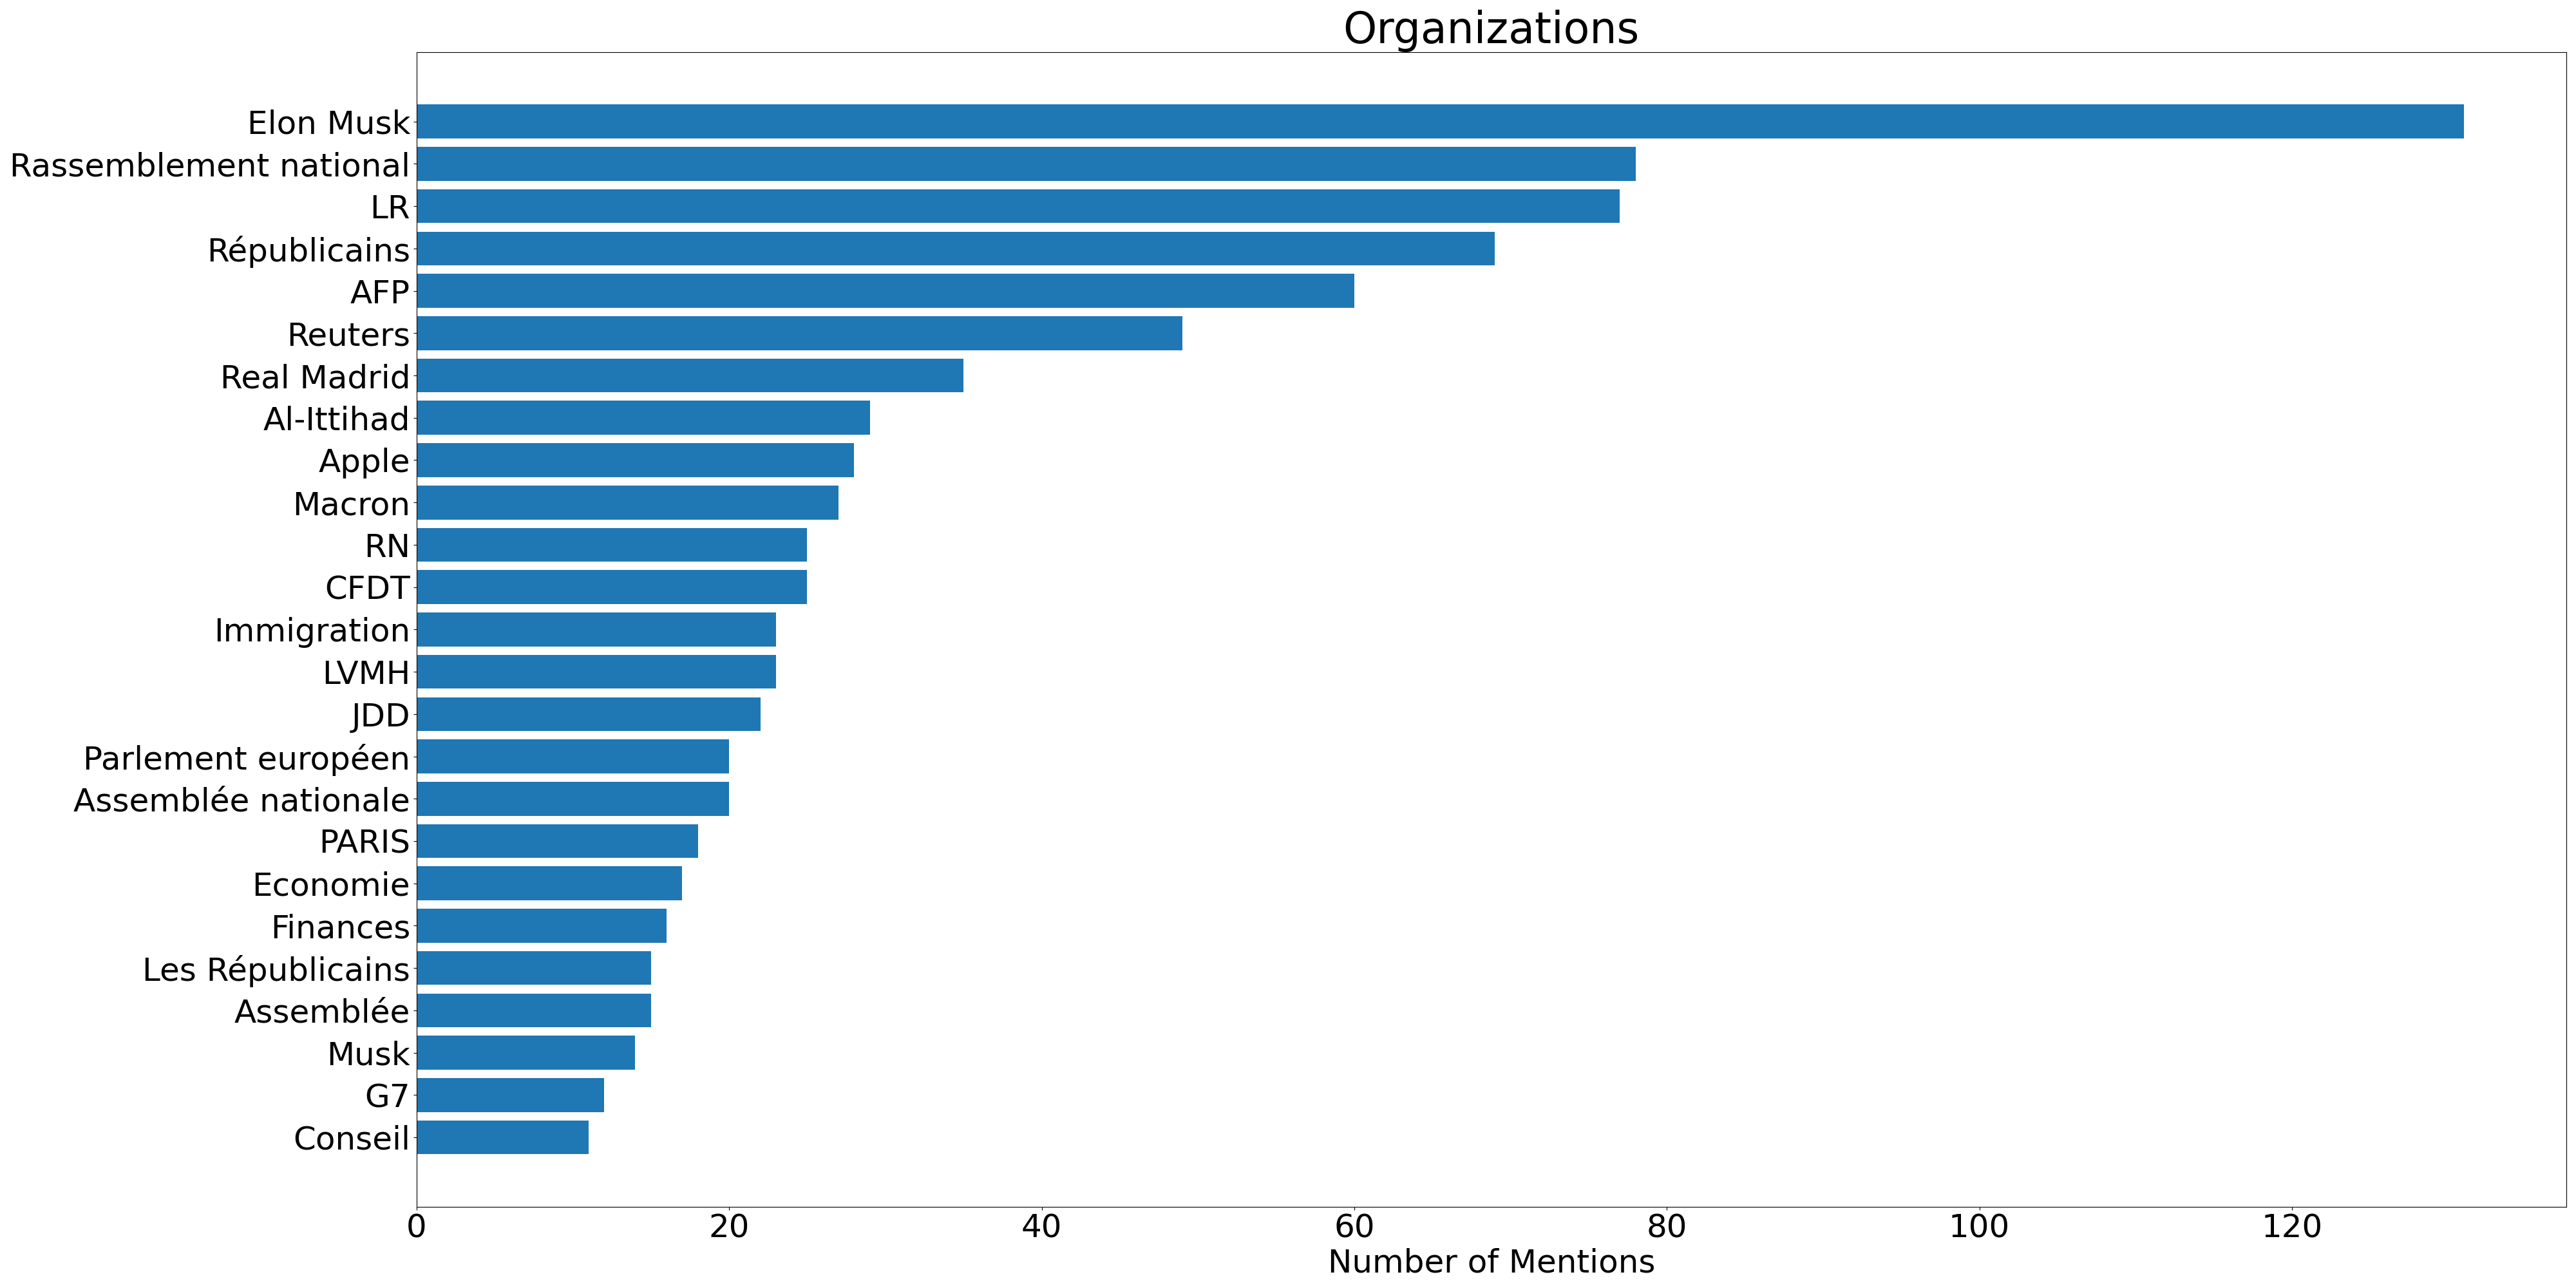 Organizations
Elon Musk
Rassemblement national
LR
Républicains
AFP
Reuters
Real Madrid
Al-Ittihad
Apple
Macron
RN
CFDT
Immigration
LVMH
JDD
Parlement européen
Assemblée nationale
PARIS
Economie
Finances
Les Républicains
Assemblée
Musk
G7
Conseil
0 20 40 60 80 100 120
Number of Mentions